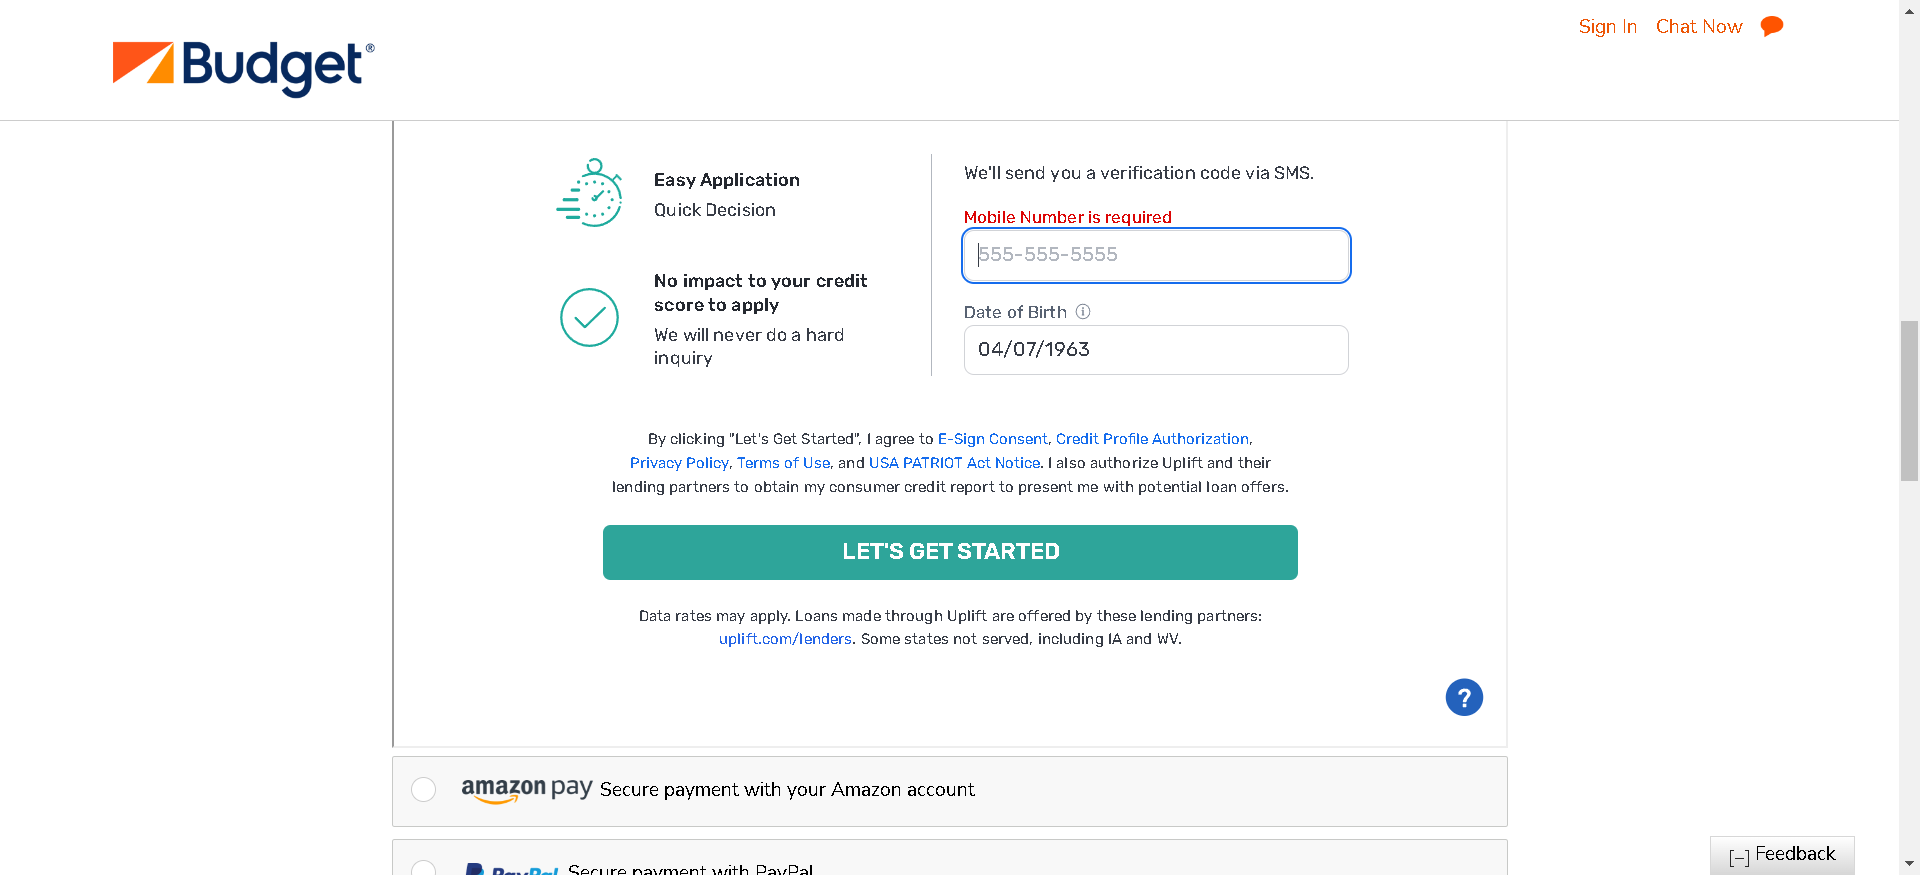 Sign In Chat Now
Budget®
Easy Application
Quick Decision
No impact to your credit
score to apply
We will never do a hard
inquiry
We'll send you a verification code via SMS.
Mobile Number is required
555-555-5555
Date of Birth
04/07/1963
By clicking "Let's Get Started", I agree to E-Sign Consent, Credit Profile Authorization,
Privacy Policy, Terms of Use, and USA PATRIOT Act Notice. I also authorize Uplift and their
lending partners to obtain my consumer credit report to present me with potential loan offers.
LET'S GET STARTED
Data rates may apply. Loans made through Uplift are offered by these lending partners:
uplift.com/lenders. Some states not served, including IA and WV.
?
amazon pay Secure payment with your Amazon account
PayPal Secure payment with PayPal
[–] Feedback